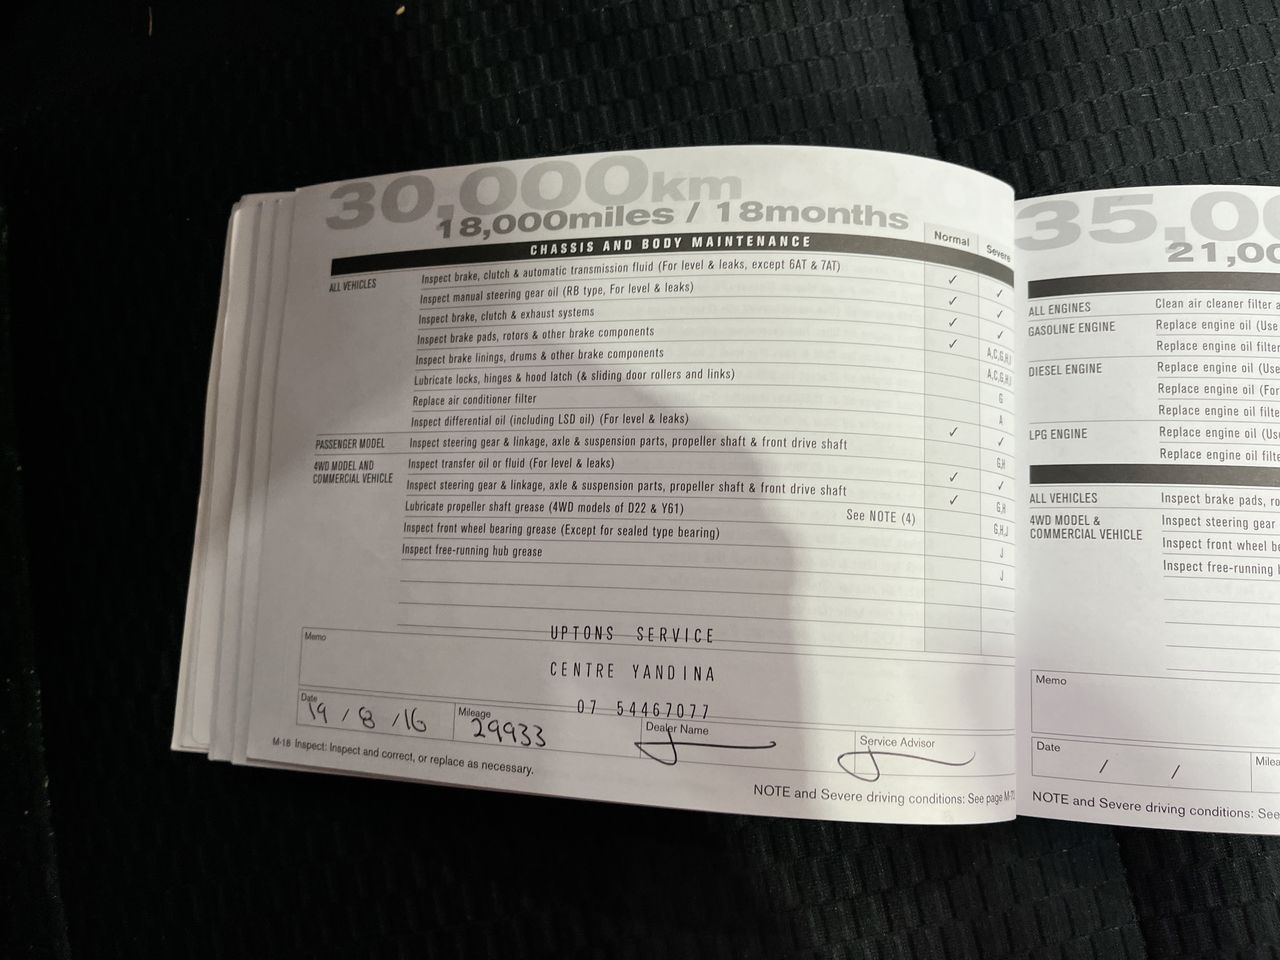 30,000km
18,000miles / 18months
CHASSIS AND BODY MAINTENANCE
Normal
Severe
ALL VEHICLES
Inspect brake, clutch & automatic transmission fluid (For level & leaks, except 6AT & 7AT) ✓ ✓
Inspect manual steering gear oil (RB type, For level & leaks) ✓ ✓
Inspect brake, clutch & exhaust systems ✓ ✓
Inspect brake pads, rotors & other brake components ✓ A,C,G,H,
Inspect brake linings, drums & other brake components A,C,G,H,
Lubricate locks, hinges & hood latch (& sliding door rollers and links) G
Replace air conditioner filter A
Inspect differential oil (including LSD oil) (For level & leaks) ✓ ✓
PASSENGER MODEL
Inspect steering gear & linkage, axle & suspension parts, propeller shaft & front drive shaft G,H
4WD MODEL AND
COMMERCIAL VEHICLE
Inspect transfer oil or fluid (For level & leaks) ✓ ✓
Inspect steering gear & linkage, axle & suspension parts, propeller shaft & front drive shaft ✓ G,H
Lubricate propeller shaft grease (4WD models of D22 & Y61) See NOTE (4) G,H,J
Inspect front wheel bearing grease (Except for sealed type bearing) J
Inspect free-running hub grease J
Memo
UPTONS SERVICE
CENTRE YANDINA
07 54467077
Date
19 / 8 / 16
Mileage
29933
Dealer Name
Service Advisor
M-18 Inspect: Inspect and correct, or replace as necessary.
NOTE and Severe driving conditions: See page M-
35,0
21,00
ALL ENGINES
Clean air cleaner filter
GASOLINE ENGINE
Replace engine oil (Use
Replace engine oil filter
DIESEL ENGINE
Replace engine oil (Use
Replace engine oil (For
Replace engine oil filte
LPG ENGINE
Replace engine oil (Us
Replace engine oil filte
ALL VEHICLES
Inspect brake pads, ro
4WD MODEL &
COMMERCIAL VEHICLE
Inspect steering gear
Inspect front wheel be
Inspect free-running
Memo
Date
/ /
Milea
NOTE and Severe driving conditions: See